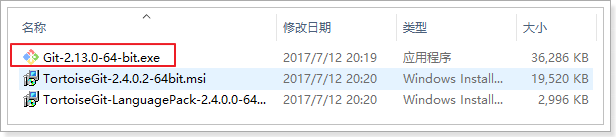 名称 修改日期 类型 大小
Git-2.13.0-64-bit.exe 2017/7/12 20:19 应用程序 36,286 KB
TortoiseGit-2.4.0.2-64bit.msi 2017/7/12 20:20 Windows Install... 19,520 KB
TortoiseGit-LanguagePack-2.4.0.0-64... 2017/7/12 20:20 Windows Install... 2,996 KB